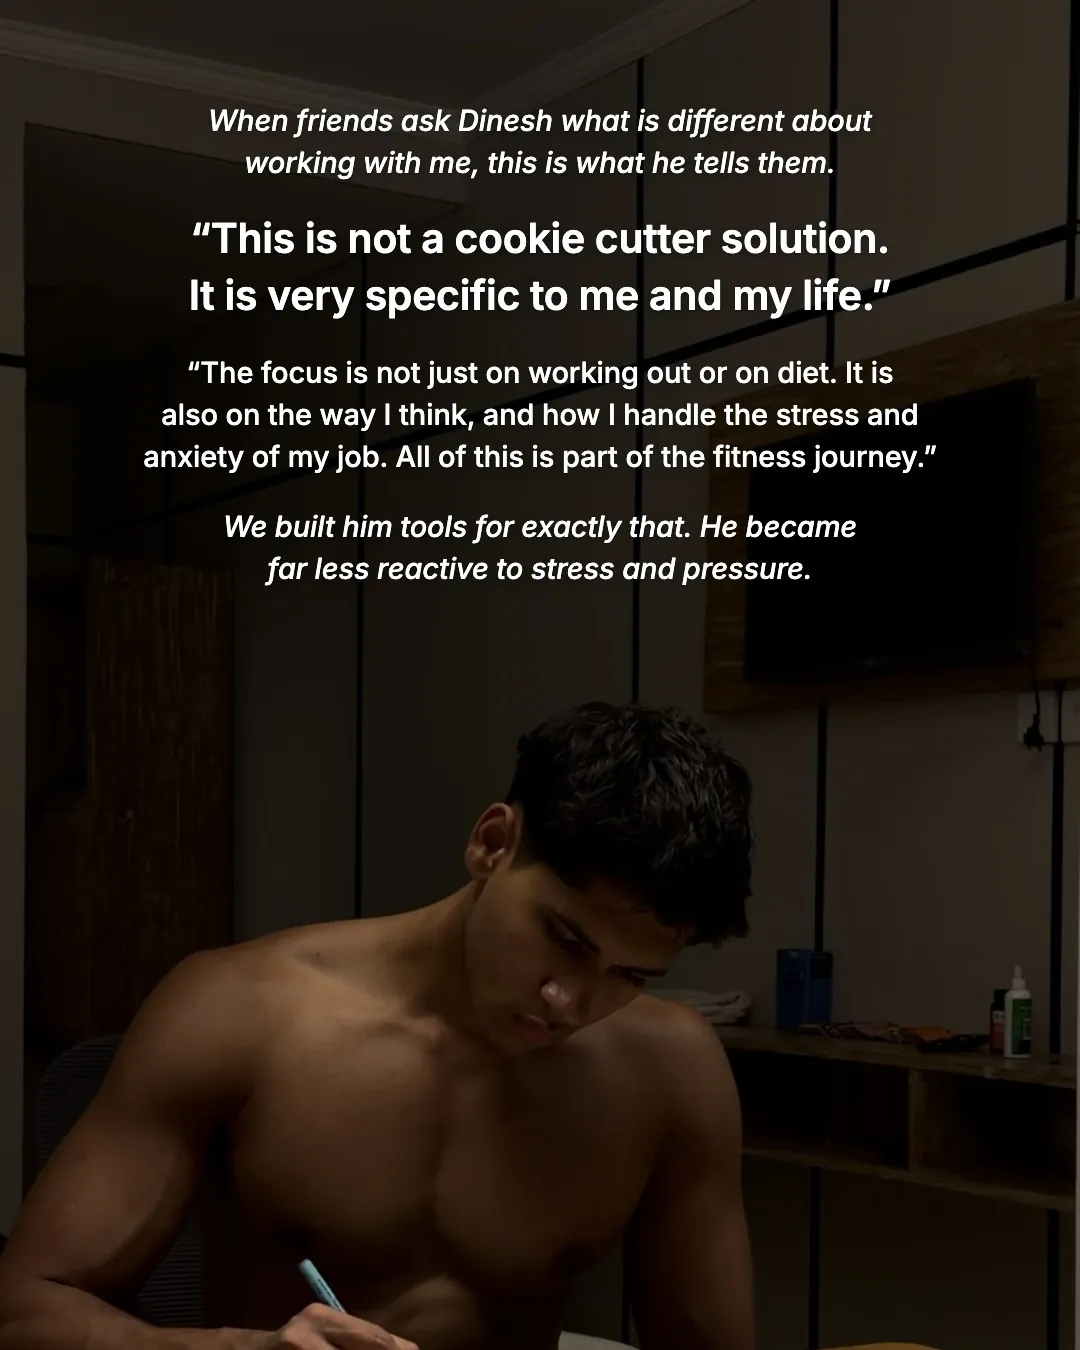 When friends ask Dinesh what is different about
working with me, this is what he tells them.
“This is not a cookie cutter solution.
It is very specific to me and my life.”
“The focus is not just on working out or on diet. It is
also on the way I think, and how I handle the stress and
anxiety of my job. All of this is part of the fitness journey.”
We built him tools for exactly that. He became
far less reactive to stress and pressure.